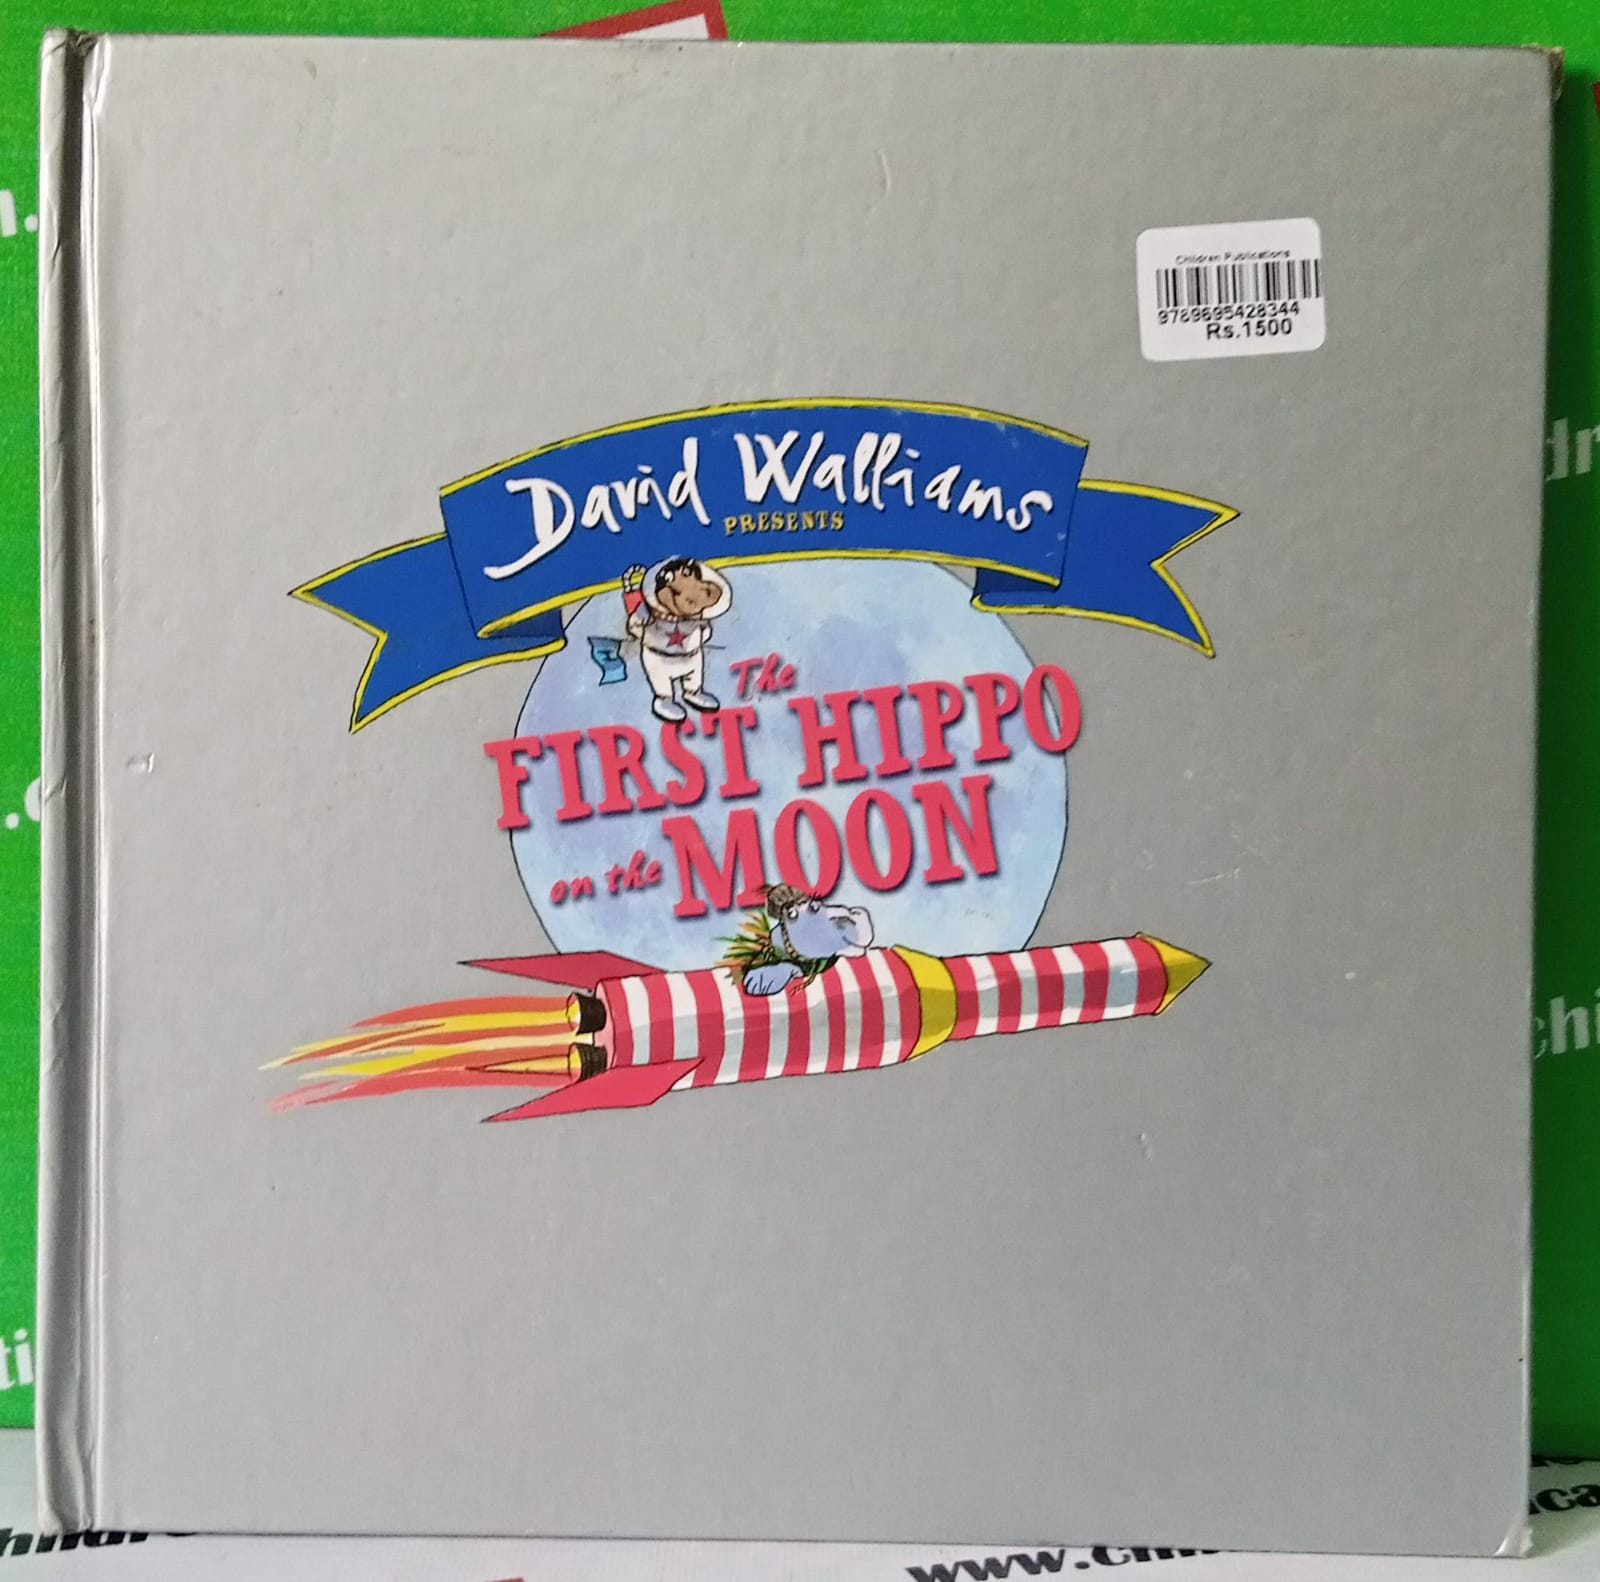 Children Publications
9789695428344
Rs.1500
David Walliams
PRESENTS
The
FIRST HIPPO
on the MOON
www.chi